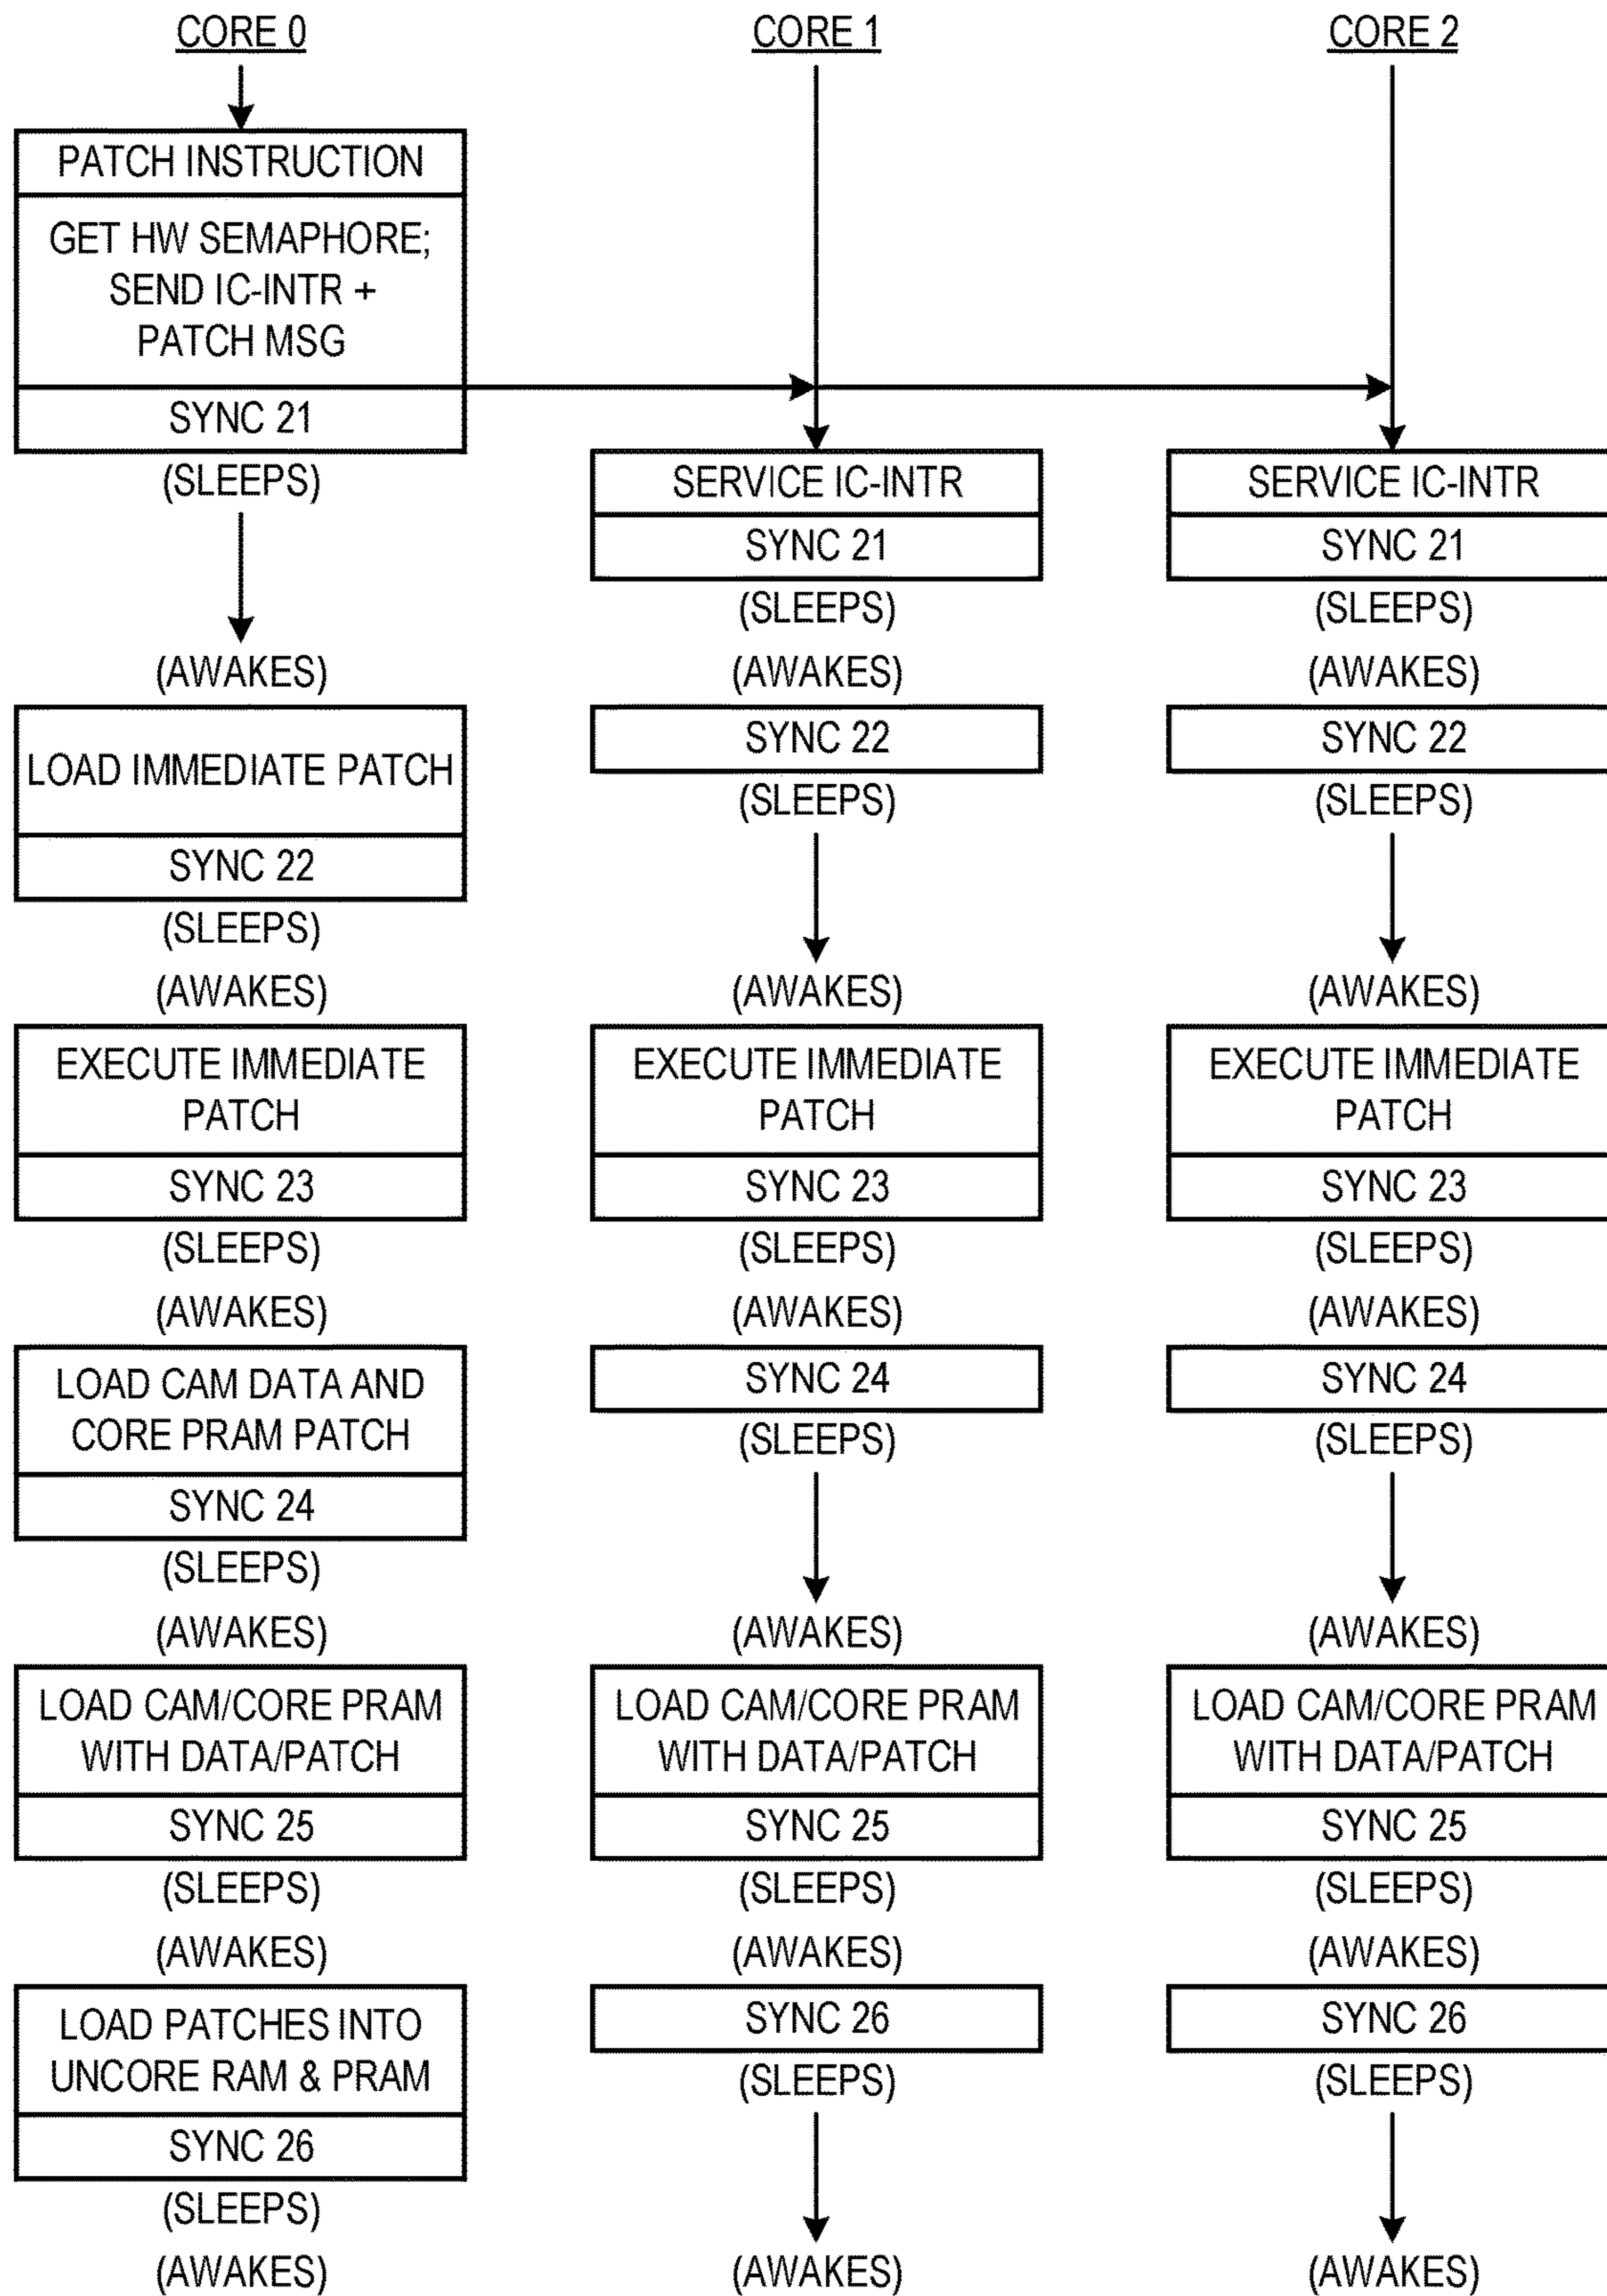 CORE 0
PATCH INSTRUCTION
GET HW SEMAPHORE;
SEND IC-INTR +
PATCH MSG
SYNC 21
(SLEEPS)
(AWAKES)
LOAD IMMEDIATE PATCH
SYNC 22
(SLEEPS)
(AWAKES)
EXECUTE IMMEDIATE
PATCH
SYNC 23
(SLEEPS)
(AWAKES)
LOAD CAM DATA AND
CORE PRAM PATCH
SYNC 24
(SLEEPS)
(AWAKES)
LOAD CAM/CORE PRAM
WITH DATA/PATCH
SYNC 25
(SLEEPS)
(AWAKES)
LOAD PATCHES INTO
UNCORE RAM & PRAM
SYNC 26
(SLEEPS)
(AWAKES)
CORE 1
SERVICE IC-INTR
SYNC 21
(SLEEPS)
(AWAKES)
SYNC 22
(SLEEPS)
(AWAKES)
EXECUTE IMMEDIATE
PATCH
SYNC 23
(SLEEPS)
(AWAKES)
SYNC 24
(SLEEPS)
(AWAKES)
LOAD CAM/CORE PRAM
WITH DATA/PATCH
SYNC 25
(SLEEPS)
(AWAKES)
SYNC 26
(SLEEPS)
(AWAKES)
CORE 2
SERVICE IC-INTR
SYNC 21
(SLEEPS)
(AWAKES)
SYNC 22
(SLEEPS)
(AWAKES)
EXECUTE IMMEDIATE
PATCH
SYNC 23
(SLEEPS)
(AWAKES)
SYNC 24
(SLEEPS)
(AWAKES)
LOAD CAM/CORE PRAM
WITH DATA/PATCH
SYNC 25
(SLEEPS)
(AWAKES)
SYNC 26
(SLEEPS)
(AWAKES)